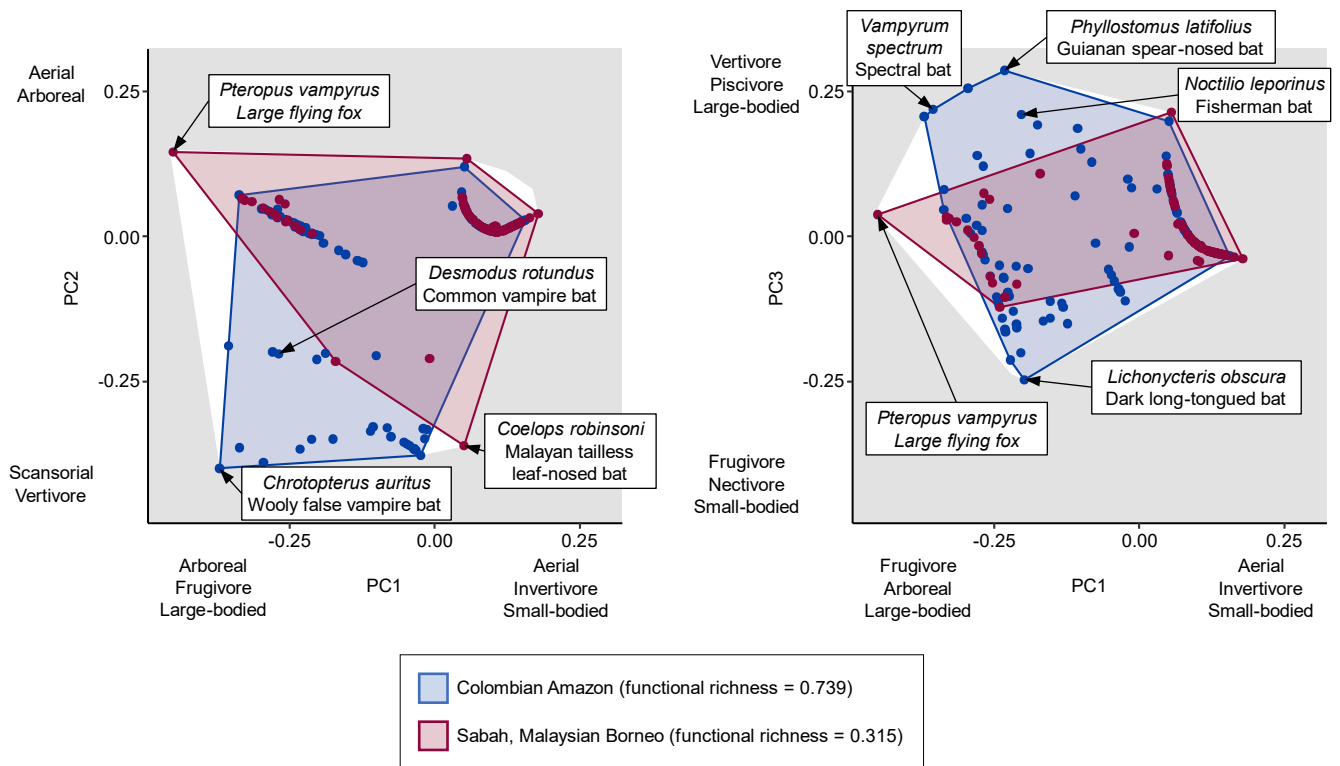 Aerial
Arboreal
0.25
0.00
-0.25
PC2
Scansorial
Vertivore
Pteropus vampyrus
Large flying fox
Desmodus rotundus
Common vampire bat
Coelops robinsoni
Malayan tailless
leaf-nosed bat
Chrotopterus auritus
Wooly false vampire bat
-0.25
0.00
0.25
Arboreal
Frugivore
Large-bodied
PC1
Aerial
Invertivore
Small-bodied
Vertivore
Piscivore
Large-bodied
0.25
0.00
-0.25
PC3
Frugivore
Nectivore
Small-bodied
Vampyrum
spectrum
Spectral bat
Phyllostomus latifolius
Guianan spear-nosed bat
Noctilio leporinus
Fisherman bat
Lichonycteris obscura
Dark long-tongued bat
Pteropus vampyrus
Large flying fox
-0.25
0.00
0.25
Frugivore
Arboreal
Large-bodied
PC1
Aerial
Invertivore
Small-bodied
Colombian Amazon (functional richness = 0.739)
Sabah, Malaysian Borneo (functional richness = 0.315)